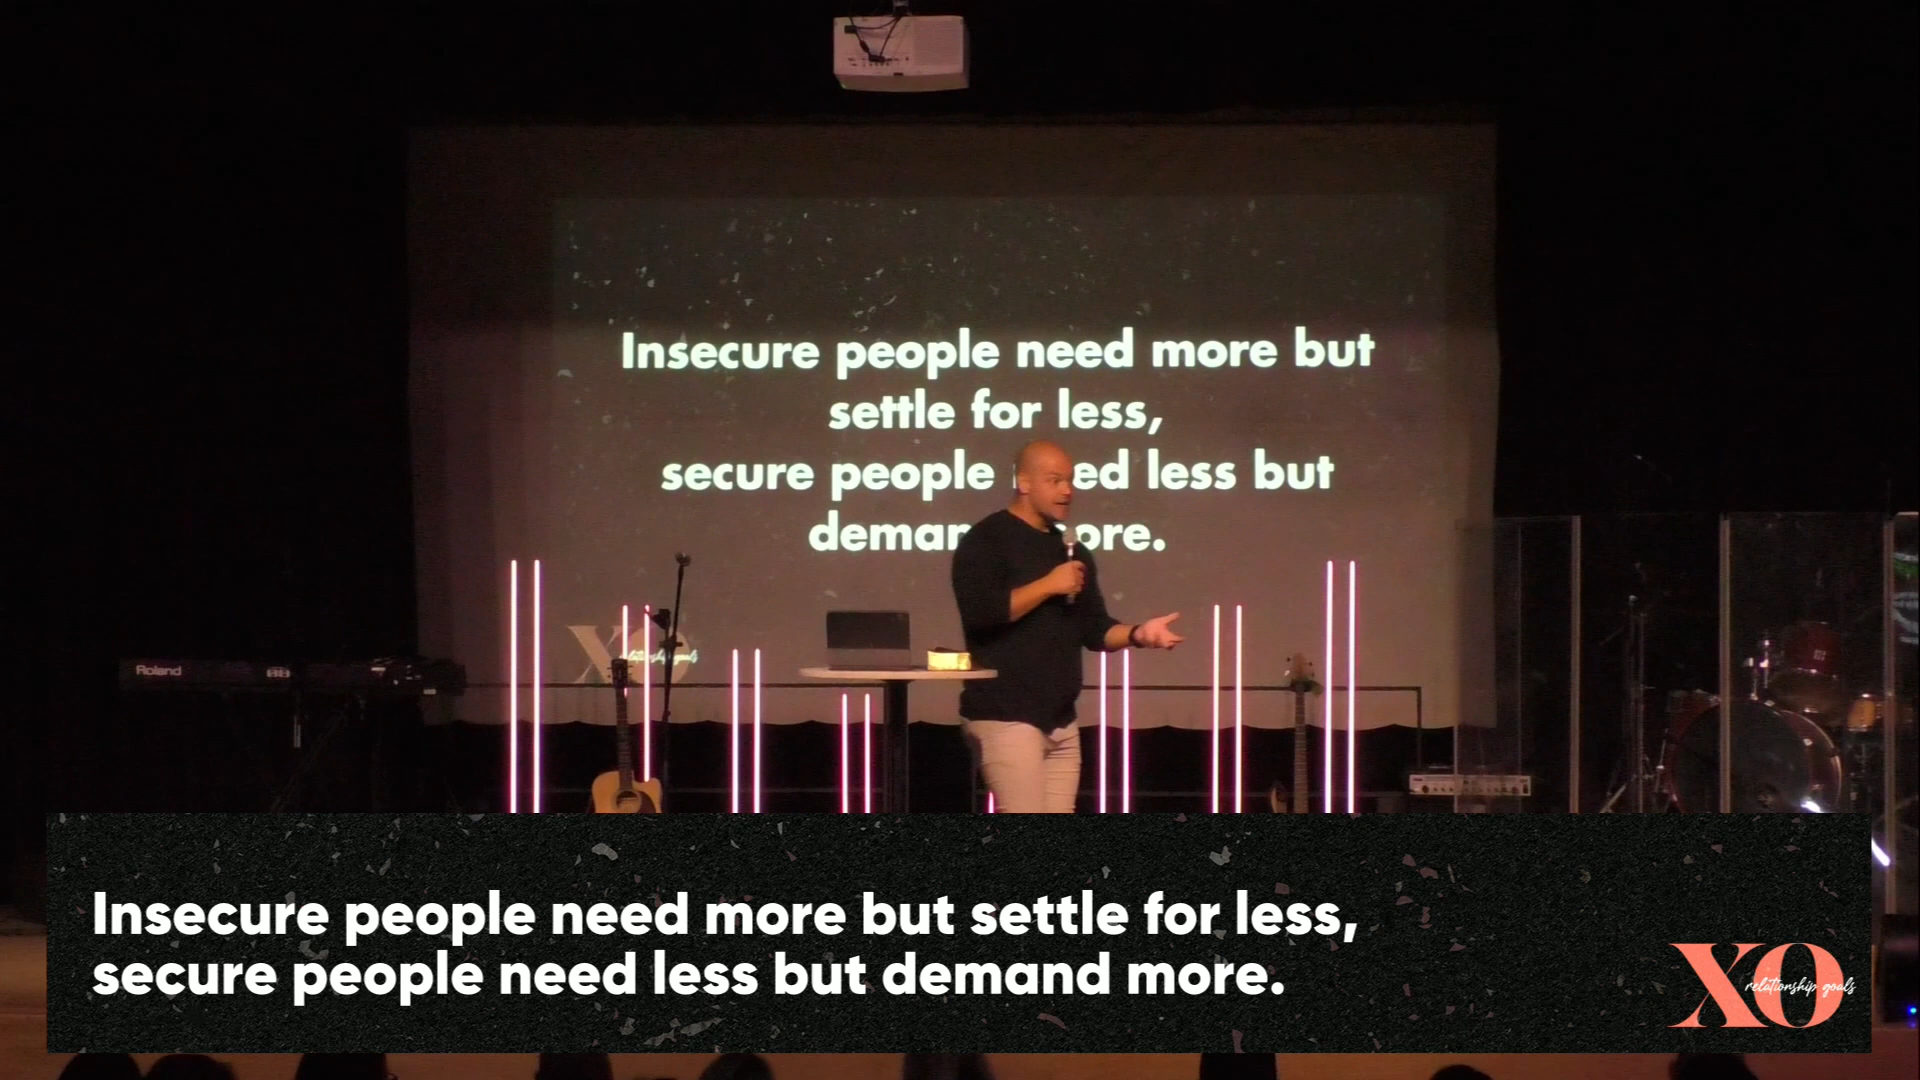 Insecure people need more but
settle for less,
secure people ed less but
deman ore.
XO
relationship goals
Roland
Insecure people need more but settle for less,
secure people need less but demand more.
XO
relationship goals